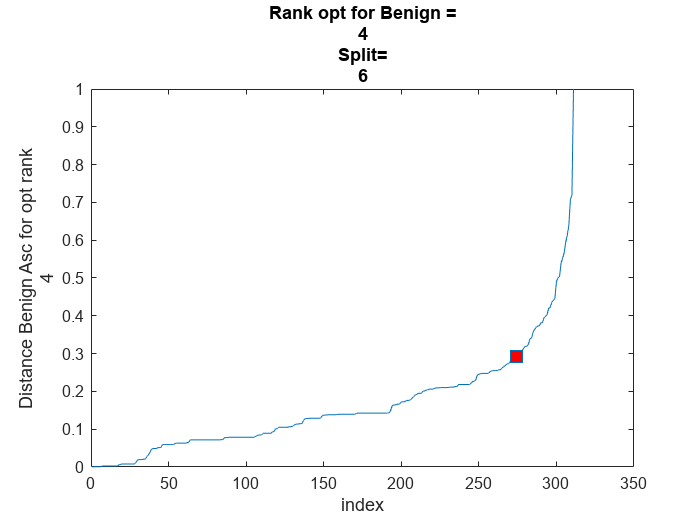 Rank opt for Benign =
4
Split=
6
1
0.9
0.8
0.7
0.6
0.5
0.4
0.3
0.2
0.1
0
Distance Benign Asc for opt rank
4
0 50 100 150 200 250 300 350
index